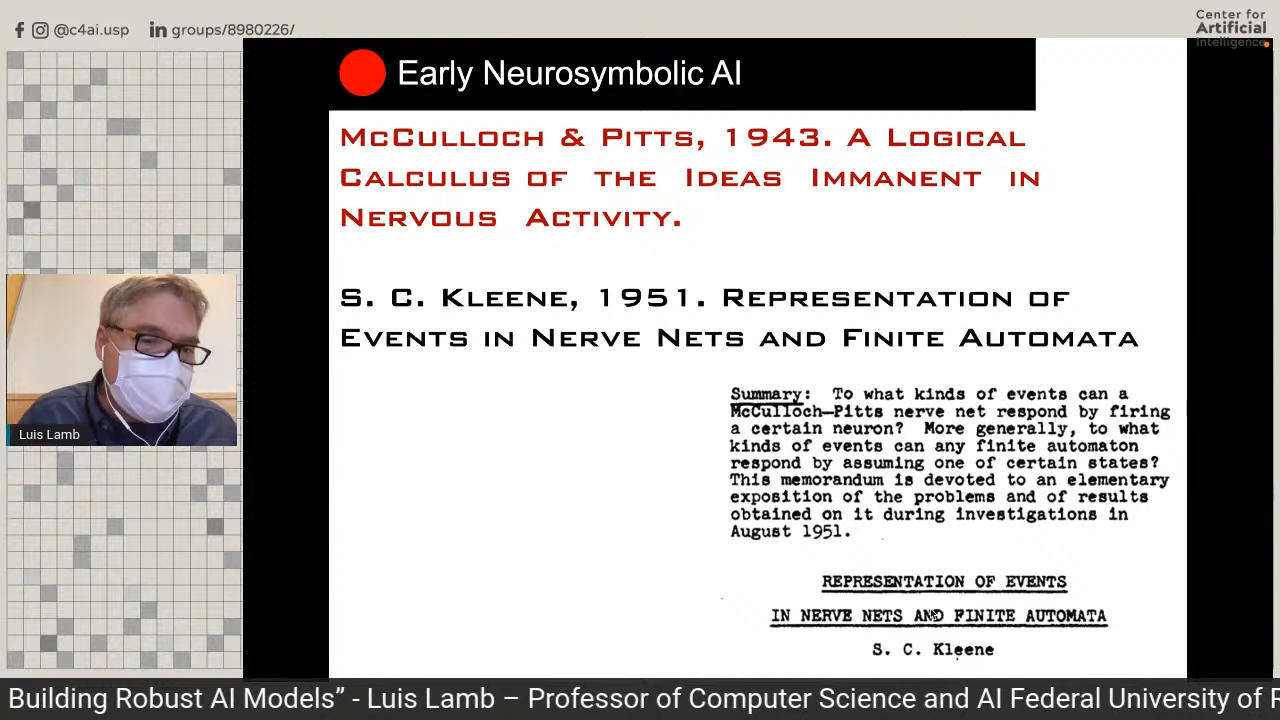 @c4ai.usp
groups/8980226/
Center for
Artificial
Intelligence
Early Neurosymbolic AI
McCulloch & Pitts, 1943. A Logical
Calculus of the Ideas Immanent in
Nervous Activity.
S. C. Kleene, 1951. Representation of
Events in Nerve Nets and Finite Automata
Summary: To what kinds of events can a
McCulloch—Pitts nerve net respond by firing
a certain neuron? More generally, to what
kinds of events can any finite automaton
respond by assuming one of certain states?
This memorandum is devoted to an elementary
exposition of the problems and of results
obtained on it during investigations in
August 1951.
REPRESENTATION OF EVENTS
IN NERVE NETS AND FINITE AUTOMATA
S. C. Kleene
Luis Lamb
Building Robust AI Models” - Luis Lamb – Professor of Computer Science and AI Federal University of